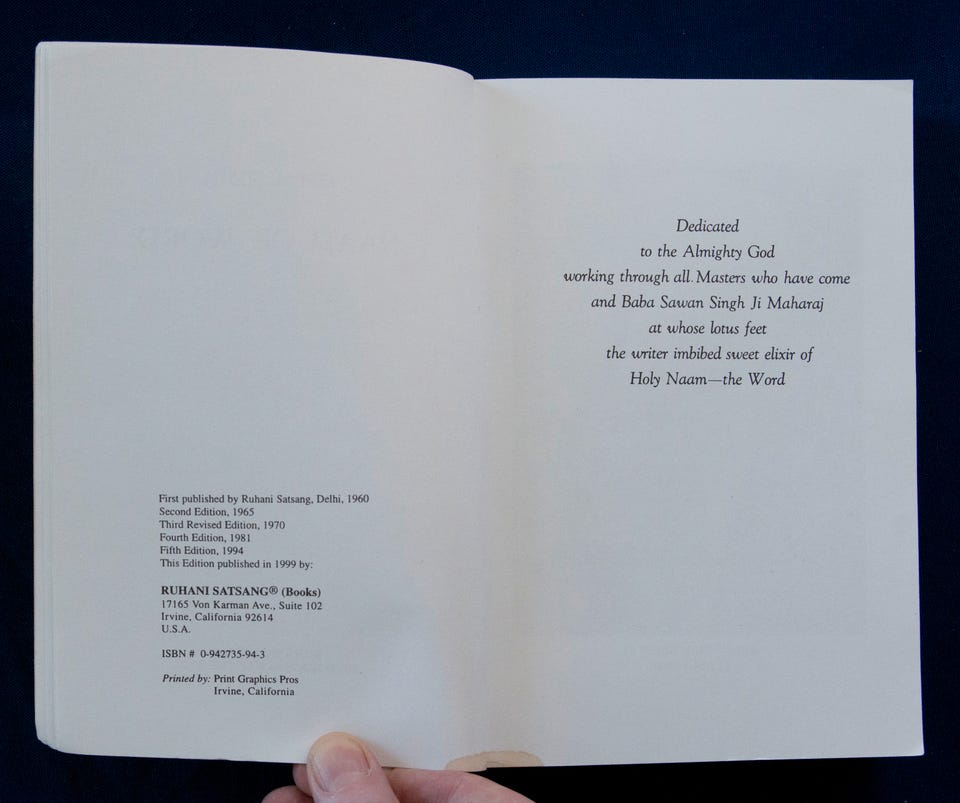 First published by Ruhani Satsang, Delhi, 1960
Second Edition, 1965
Third Revised Edition, 1970
Fourth Edition, 1981
Fifth Edition, 1994
This Edition published in 1999 by:
RUHANI SATSANG® (Books)
17165 Von Karman Ave., Suite 102
Irvine, California 92614
U.S.A.
ISBN # 0-942735-94-3
Printed by: Print Graphics Pros
Irvine, California
Dedicated
to the Almighty God
working through all Masters who have come
and Baba Sawan Singh Ji Maharaj
at whose lotus feet
the writer imbibed sweet elixir of
Holy Naam—the Word